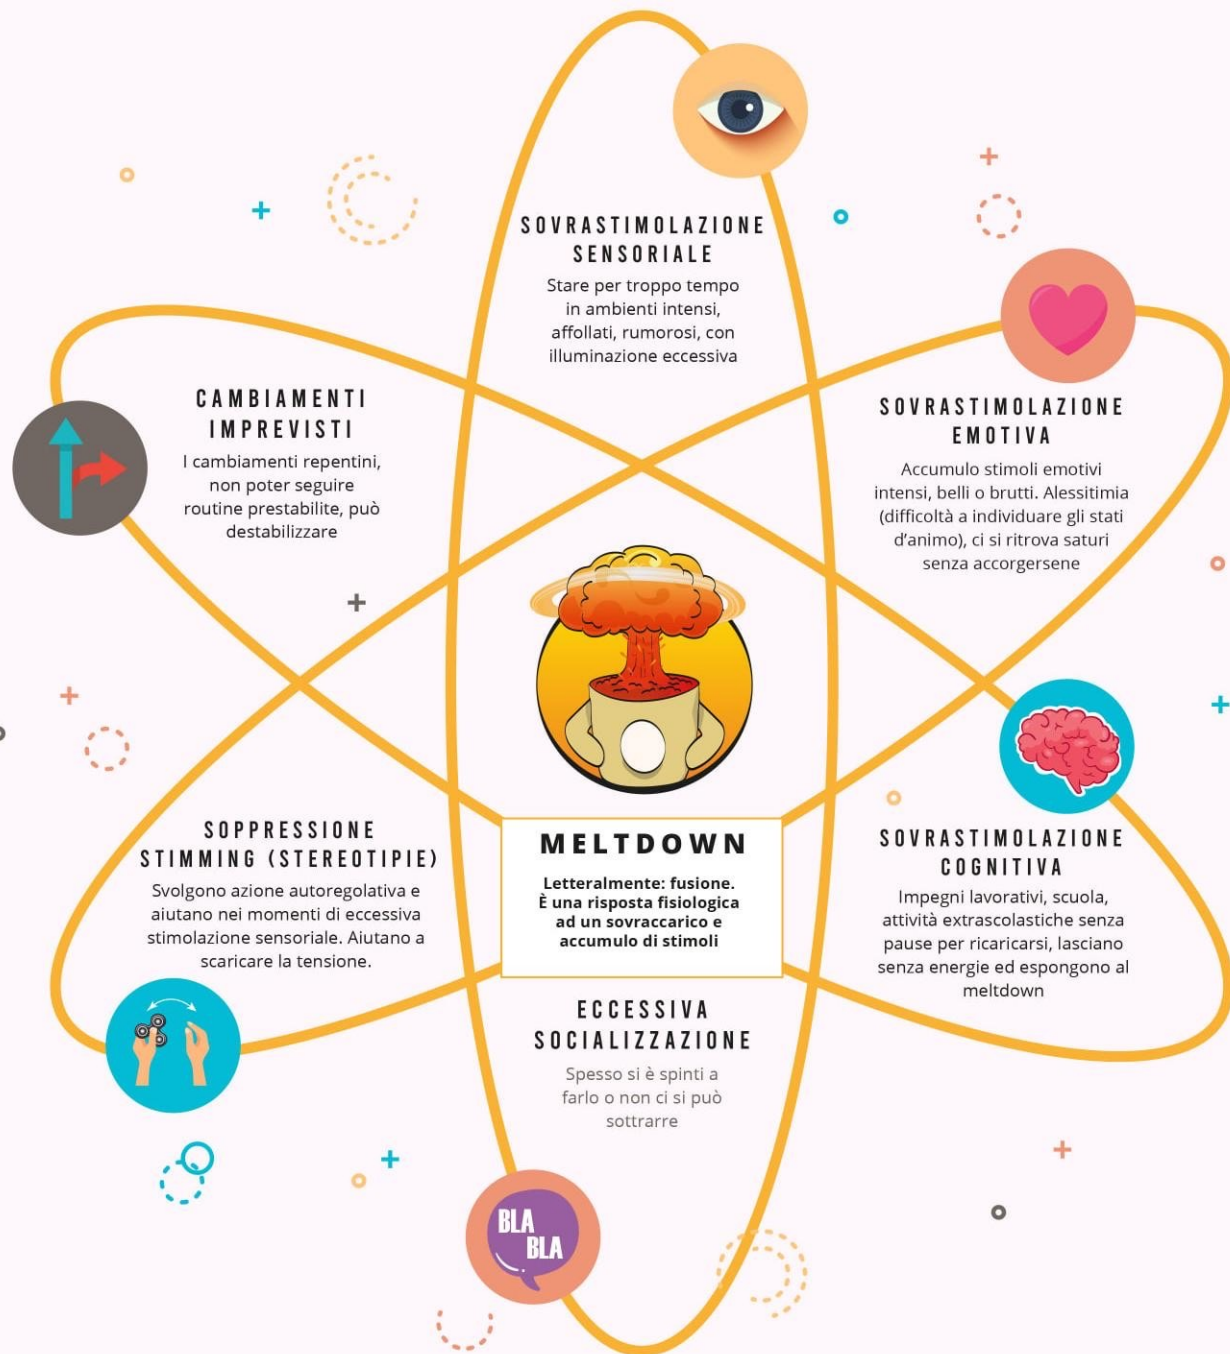 SOVRASTIMOLAZIONE
SENSORIALE
Stare per troppo tempo
in ambienti intensi,
affollati, rumorosi, con
illuminazione eccessiva
CAMBIAMENTI
IMPREVISTI
I cambiamenti repentini,
non poter seguire
routine prestabilite, può
destabilizzare
SOVRASTIMOLAZIONE
EMOTIVA
Accumulo stimoli emotivi
intensi, belli o brutti. Alessitimia
(difficoltà a individuare gli stati
d'animo), ci si ritrova saturi
senza accorgersene
SOPPRESSIONE
STIMMING (STEREOTIPIE)
Svolgono azione autoregolativa e
aiutano nei momenti di eccessiva
stimolazione sensoriale. Aiutano a
scaricare la tensione.
MELTDOWN
Letteralmente: fusione.
È una risposta fisiologica
ad un sovraccarico e
accumulo di stimoli
SOVRASTIMOLAZIONE
COGNITIVA
Impegni lavorativi, scuola,
attività extrascolastiche senza
pause per ricaricarsi, lasciano
senza energie ed espongono al
meltdown
ECCESSIVA
SOCIALIZZAZIONE
Spesso si è spinti a
farlo o non ci si può
sottrarre
BLA
BLA